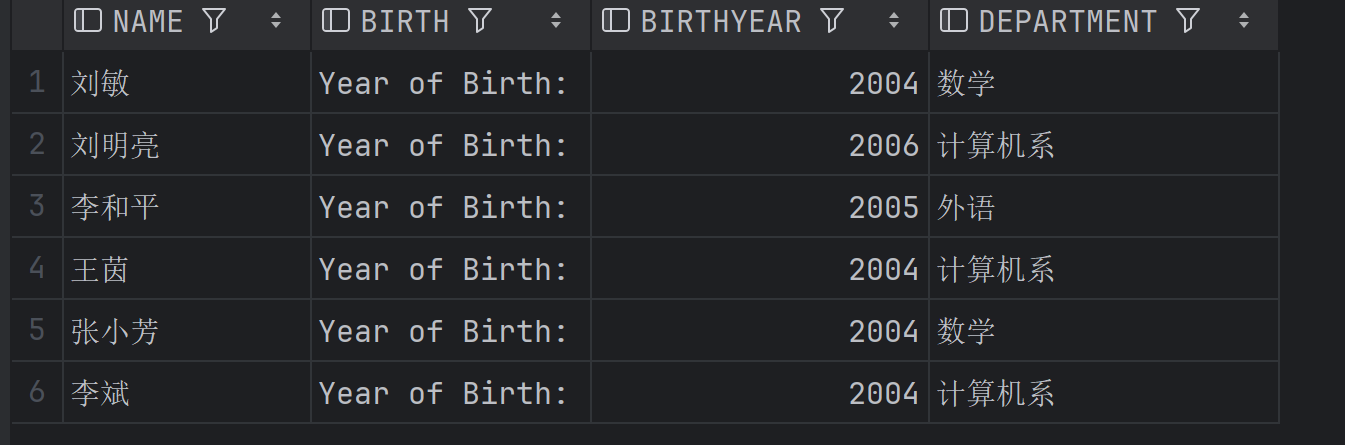 NAME BIRTH BIRTHYEAR DEPARTMENT
1 刘敏 Year of Birth: 2004 数学
2 刘明亮 Year of Birth: 2006 计算机系
3 李和平 Year of Birth: 2005 外语
4 王茵 Year of Birth: 2004 计算机系
5 张小芳 Year of Birth: 2004 数学
6 李斌 Year of Birth: 2004 计算机系